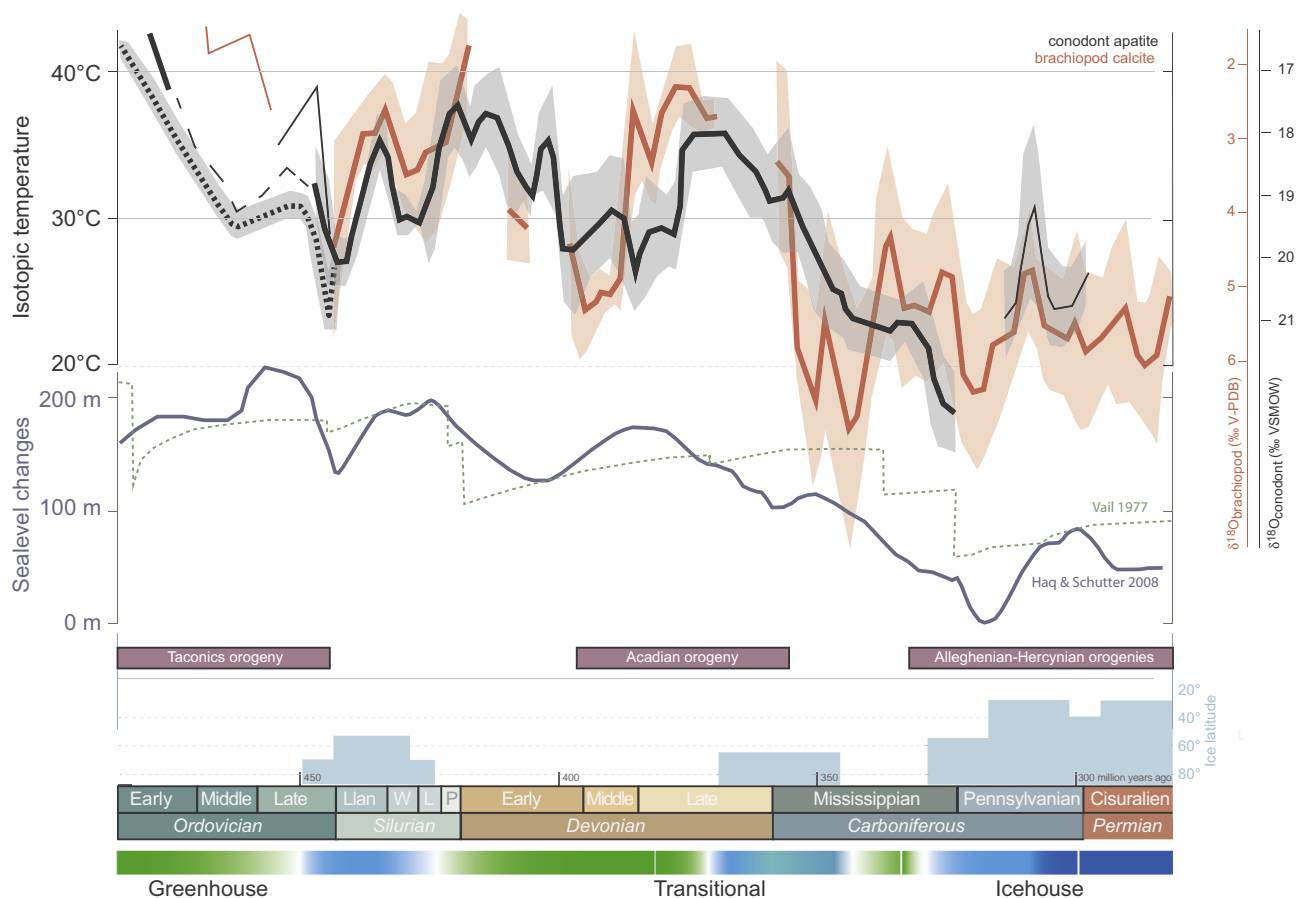 conodont apatite
brachiopod calcite
40°C
30°C
20°C
Isotopic temperature
2
3
4
5
6
17
18
19
20
21
δ18Obrachiopod (‰ V-PDB)
δ18Oconodont (‰ VSMOW)
200 m
100 m
0 m
Sealevel changes
Vail 1977
Haq & Schutter 2008
Taconics orogeny
Acadian orogeny
Alleghenian-Hercynian orogenies
20°
40°
60°
80°
Ice latitude
L
450
400
350
300 million years ago
Early
Middle
Late
Llan
W
L
P
Early
Middle
Late
Mississippian
Pennsylvanian
Cisuralien
Ordovician
Silurian
Devonian
Carboniferous
Permian
Greenhouse
Transitional
Icehouse